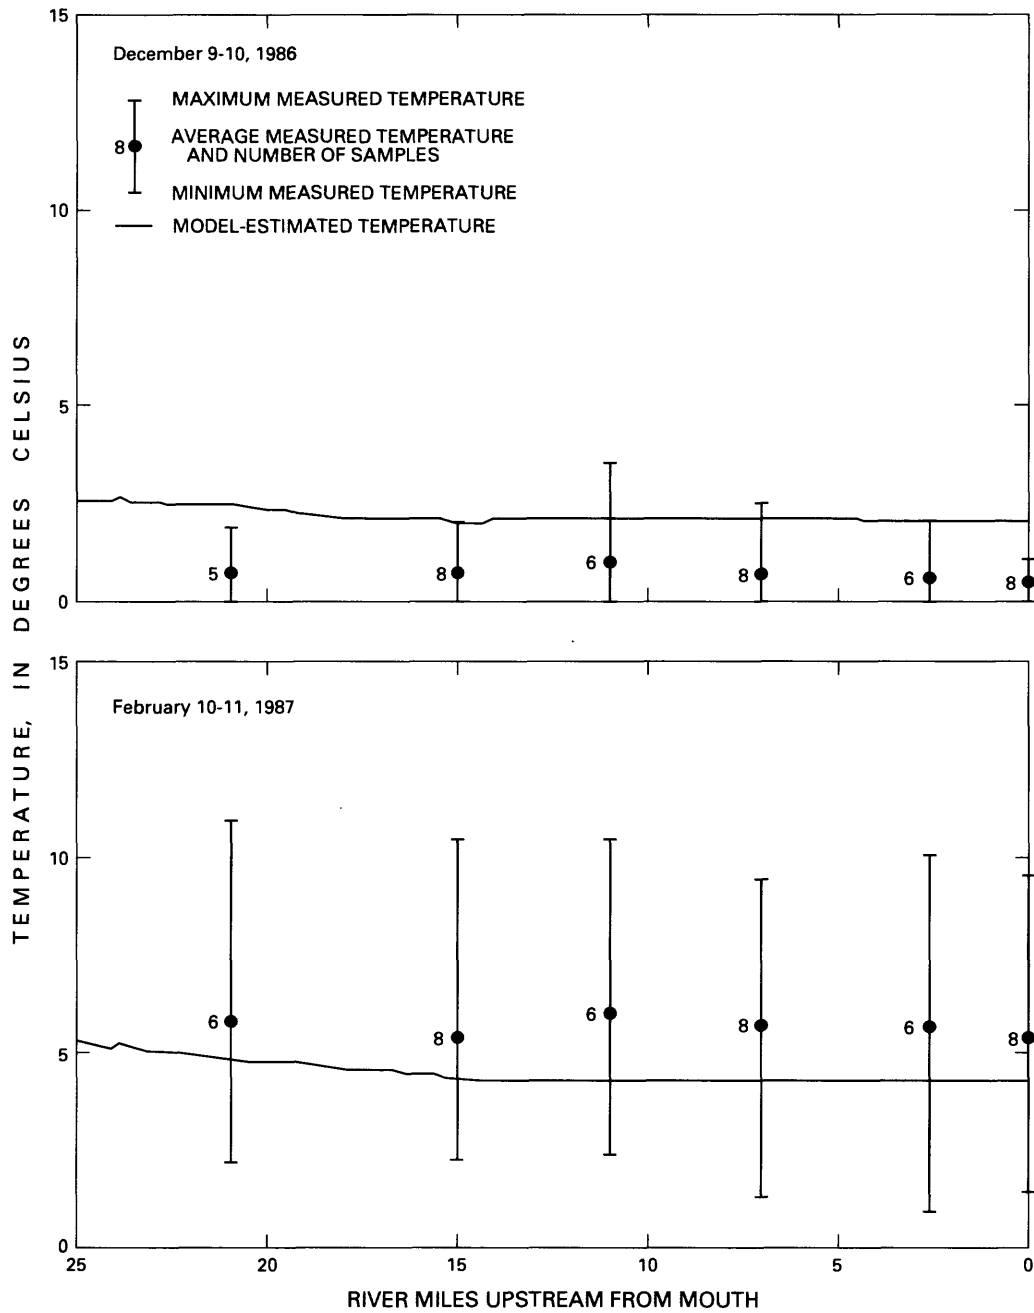 TEMPERATURE, IN DEGREES CELSIUS
15
10
5
0
December 9-10, 1986
MAXIMUM MEASURED TEMPERATURE
8 AVERAGE MEASURED TEMPERATURE
AND NUMBER OF SAMPLES
MINIMUM MEASURED TEMPERATURE
MODEL-ESTIMATED TEMPERATURE
5 8 6 8 6 8
15
10
5
0
February 10-11, 1987
6 8 6 8 6 8
25 20 15 10 5 0
RIVER MILES UPSTREAM FROM MOUTH